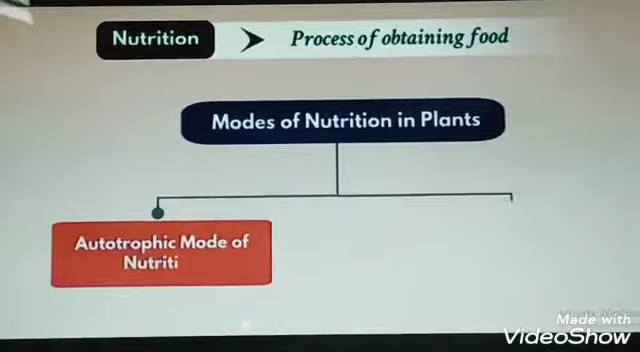 Nutrition
Process of obtaining food
Modes of Nutrition in Plants
Autotrophic Mode of
Nutriti
Made with
VideoShow